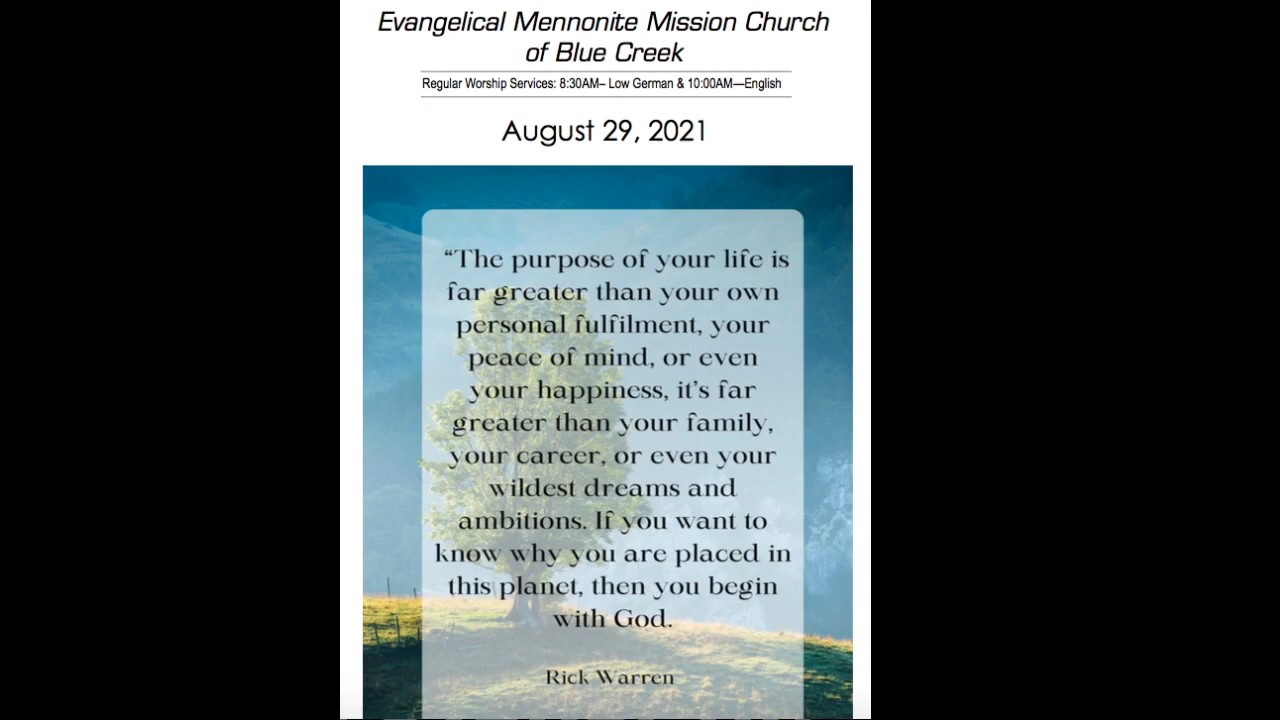 Evangelical Mennonite Mission Church
of Blue Creek
Regular Worship Services: 8:30AM– Low German & 10:00AM—English
August 29, 2021
“The purpose of your life is
far greater than your own
personal fulfilment, your
peace of mind, or even
your happiness, it’s far
greater than your family,
your career, or even your
wildest dreams and
ambitions. If you want to
know why you are placed in
this planet, then you begin
with God.
Rick Warren